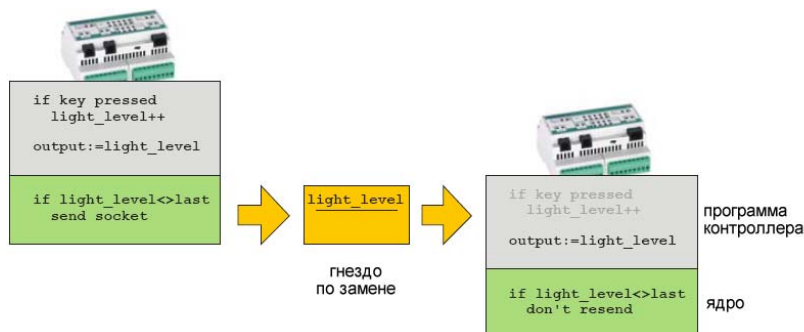 if key pressed
light_level++
output:=light_level
if light_level<>last
send socket
light_level
гнездо
по замене
if key pressed
light_level++
output:=light_level
if light_level<>last
don't resend
программа
контроллера
ядро